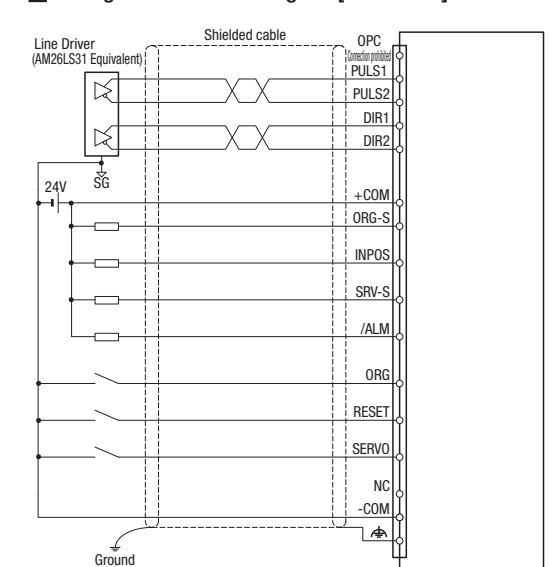 Shielded cable
Line Driver
(AM26LS31 Equivalent)
OPC
Connection prohibited
PULS1
PULS2
DIR1
DIR2
SG
24V
+COM
ORG-S
INPOS
SRV-S
/ALM
ORG
RESET
SERVO
NC
-COM
Ground